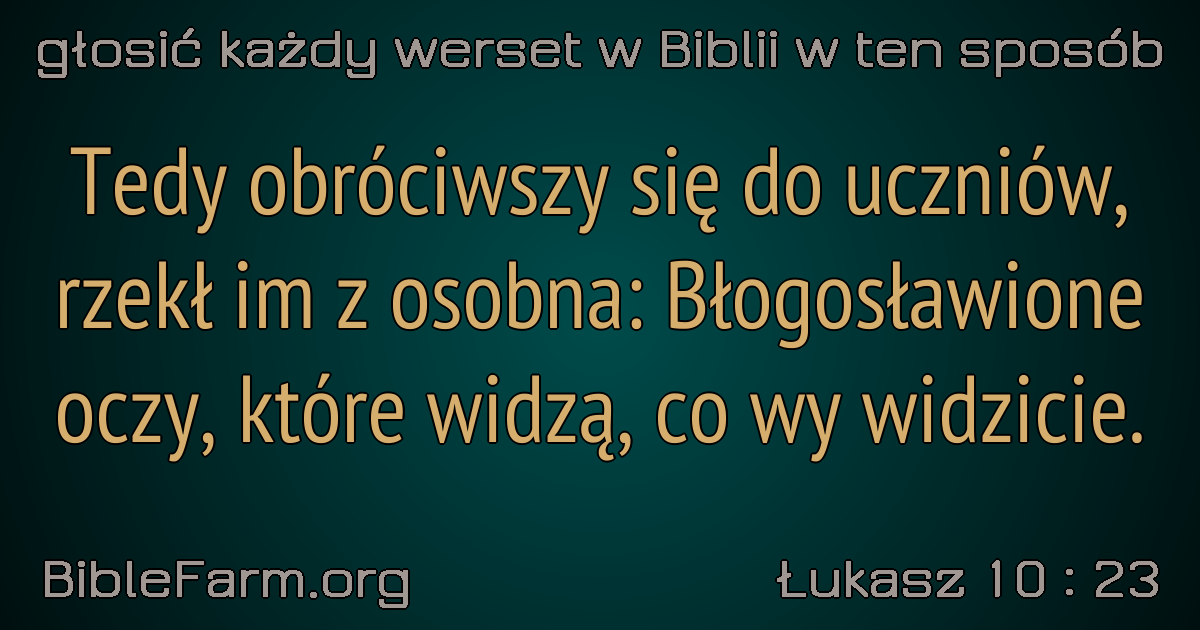 głosić każdy werset w Biblii w ten sposób
Tedy obróciwszy się do uczniów,
rzekł im z osobna: Błogosławione
oczy, które widzą, co wy widzicie.
BibleFarm.org
Łukasz 10 : 23